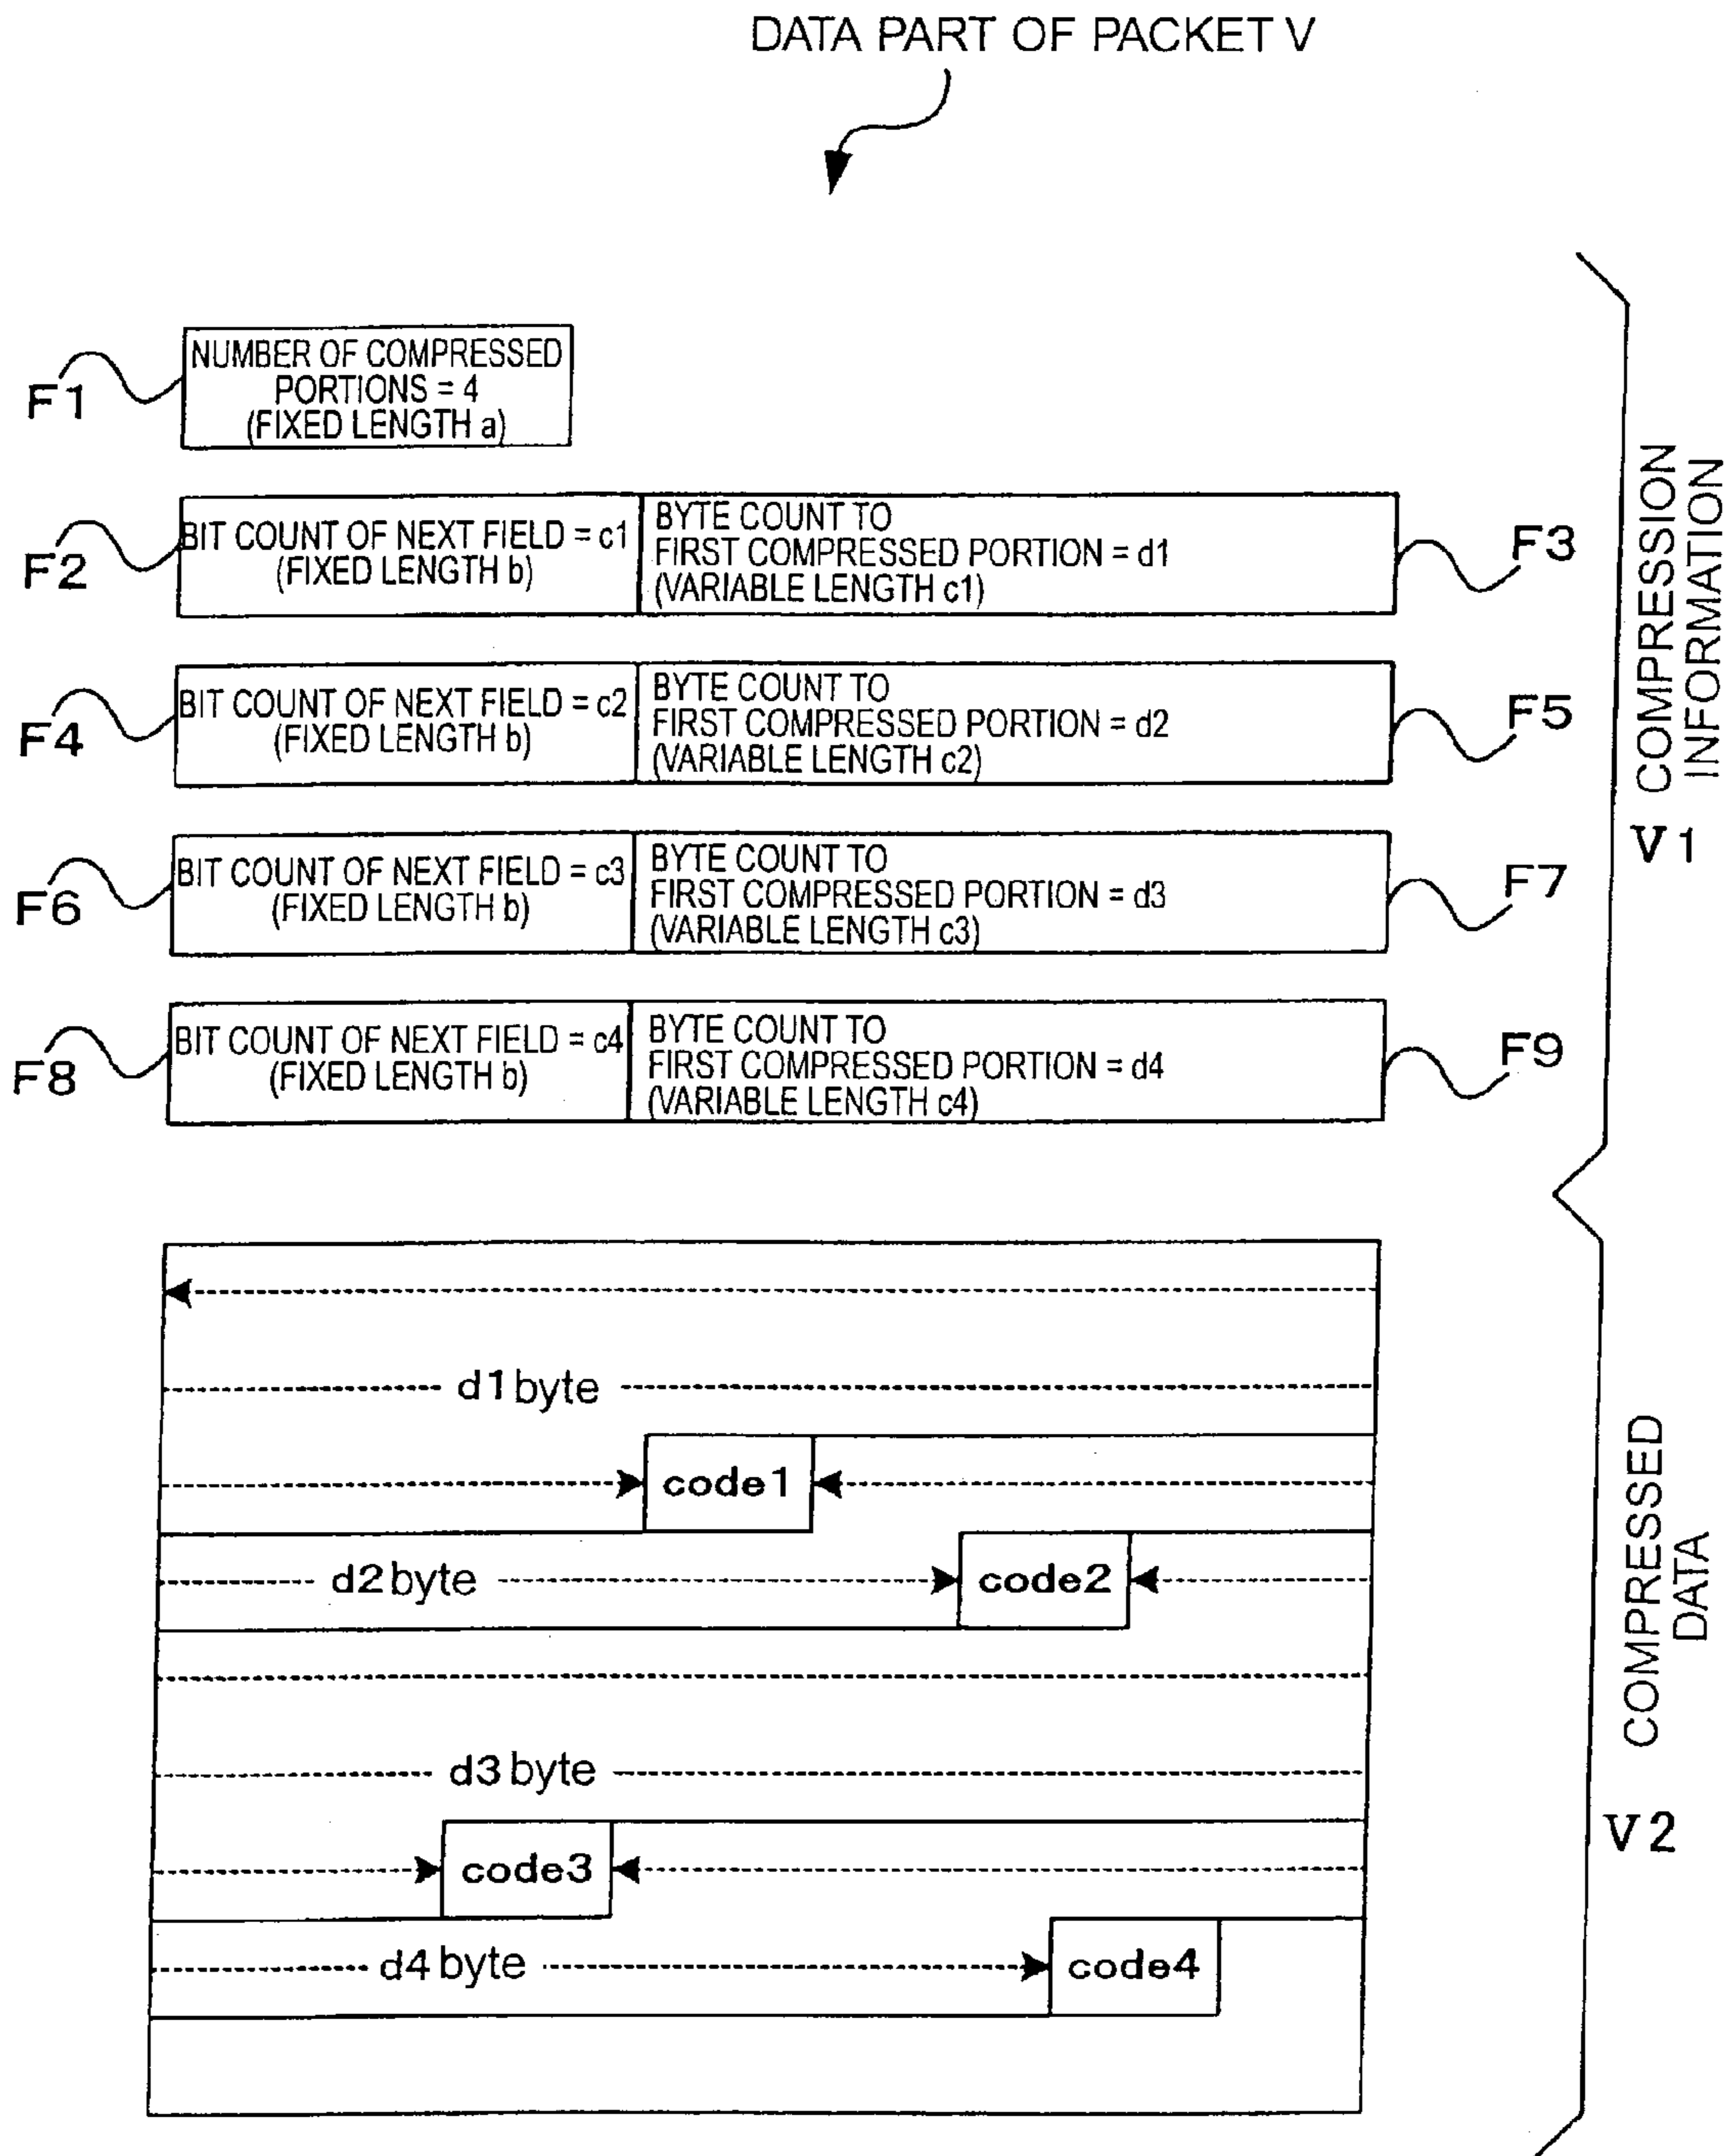 DATA PART OF PACKET V
F1
NUMBER OF COMPRESSED
PORTIONS = 4
(FIXED LENGTH a)
F2
BIT COUNT OF NEXT FIELD = c1
(FIXED LENGTH b)
BYTE COUNT TO
FIRST COMPRESSED PORTION = d1
(VARIABLE LENGTH c1)
F3
F4
BIT COUNT OF NEXT FIELD = c2
(FIXED LENGTH b)
BYTE COUNT TO
FIRST COMPRESSED PORTION = d2
(VARIABLE LENGTH c2)
F5
F6
BIT COUNT OF NEXT FIELD = c3
(FIXED LENGTH b)
BYTE COUNT TO
FIRST COMPRESSED PORTION = d3
(VARIABLE LENGTH c3)
F7
F8
BIT COUNT OF NEXT FIELD = c4
(FIXED LENGTH b)
BYTE COUNT TO
FIRST COMPRESSED PORTION = d4
(VARIABLE LENGTH c4)
F9
COMPRESSION
INFORMATION
V1
d1 byte
code1
d2 byte
code2
d3 byte
code3
d4 byte
code4
COMPRESSED
DATA
V2